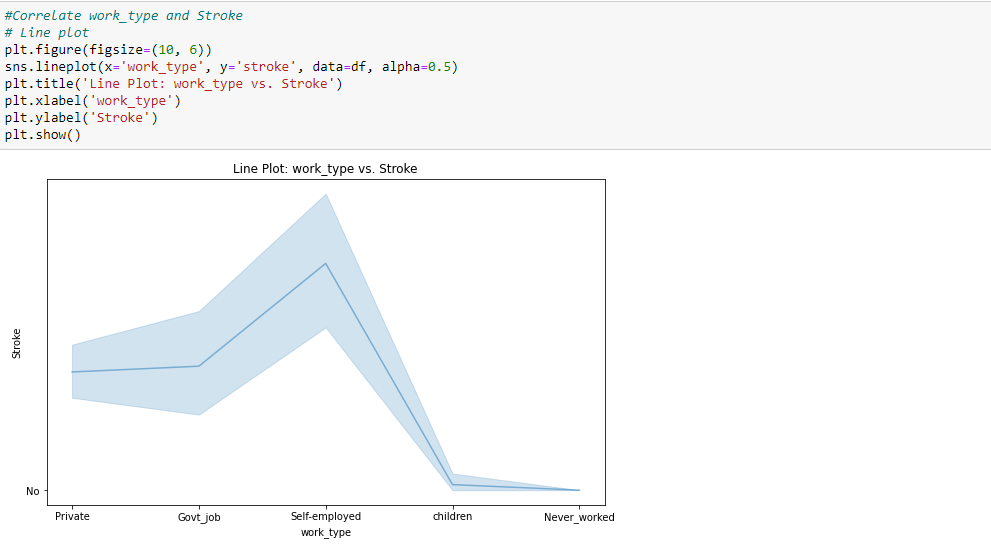 #Correlate work_type and Stroke
# Line plot
plt.figure(figsize=(10, 6))
sns.lineplot(x='work_type', y='stroke', data=df, alpha=0.5)
plt.title('Line Plot: work_type vs. Stroke')
plt.xlabel('work_type')
plt.ylabel('Stroke')
plt.show()
Line Plot: work_type vs. Stroke
Stroke
No
Private Govt_job Self-employed children Never_worked
work_type